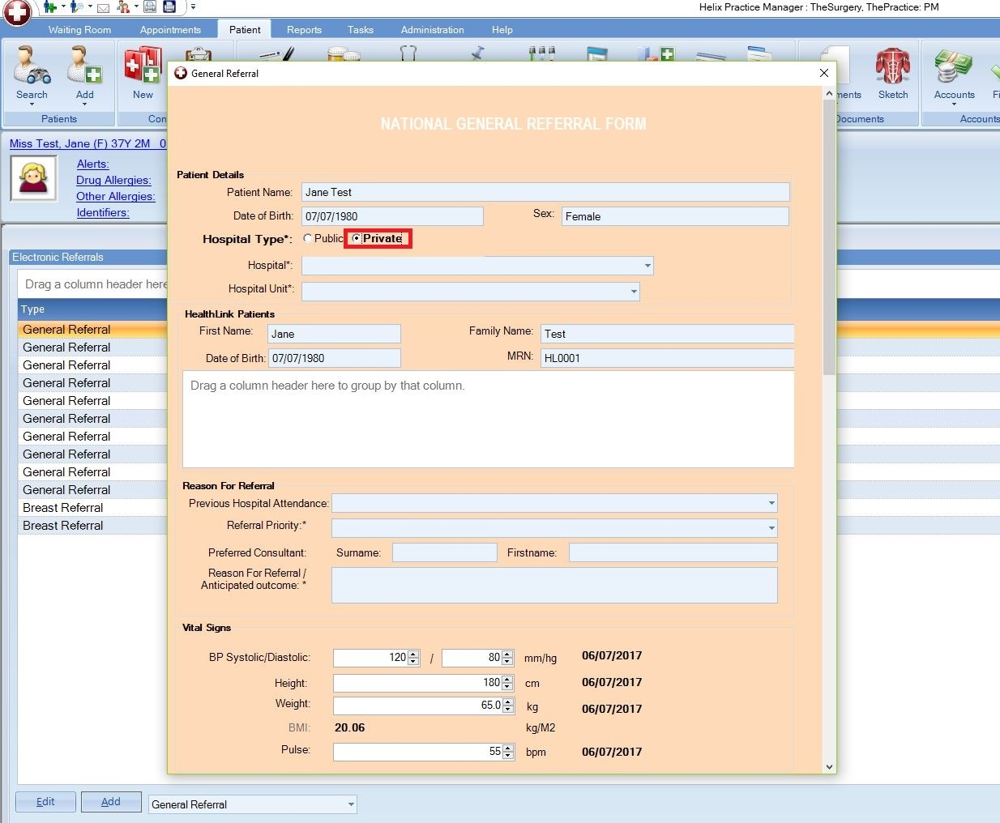 Helix Practice Manager : TheSurgery, ThePractice: PM
Waiting Room Appointments Patient Reports Tasks Administration Help
Search Add New Sketch Accounts
Patients Documents Accounts
Miss Test, Jane (F) 37Y 2M
Alerts:
Drug Allergies:
Other Allergies:
Identifiers:
Electronic Referrals
Drag a column header here
Type
General Referral
General Referral
General Referral
General Referral
General Referral
General Referral
General Referral
General Referral
General Referral
General Referral
Breast Referral
Breast Referral
Edit Add General Referral
General Referral
NATIONAL GENERAL REFERRAL FORM
Patient Details
Patient Name: Jane Test
Date of Birth: 07/07/1980 Sex: Female
Hospital Type*: Public Private
Hospital*:
Hospital Unit*:
HealthLink Patients
First Name: Jane Family Name: Test
Date of Birth: 07/07/1980 MRN: HL0001
Drag a column header here to group by that column.
Reason For Referral
Previous Hospital Attendance:
Referral Priority:*
Preferred Consultant: Surname: Firstname:
Reason For Referral /
Anticipated outcome: *
Vital Signs
BP Systolic/Diastolic: 120 / 80 mm/hg 06/07/2017
Height: 180 cm 06/07/2017
Weight: 65.0 kg 06/07/2017
BMI: 20.06 kg/M2
Pulse: 55 bpm 06/07/2017